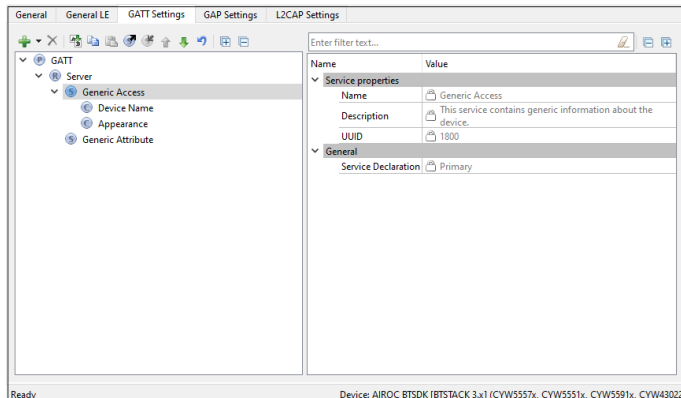 General General LE GATT Settings GAP Settings L2CAP Settings
Enter filter text...
P GATT
R Server
S Generic Access
C Device Name
C Appearance
S Generic Attribute
Name Value
Service properties
Name Generic Access
Description This service contains generic information about the
device.
UUID 1800
General
Service Declaration Primary
Ready Device: AIROC BTSDK [BTSTACK 3.x] (CYW5557x, CYW5551x, CYW5591x, CYW43022